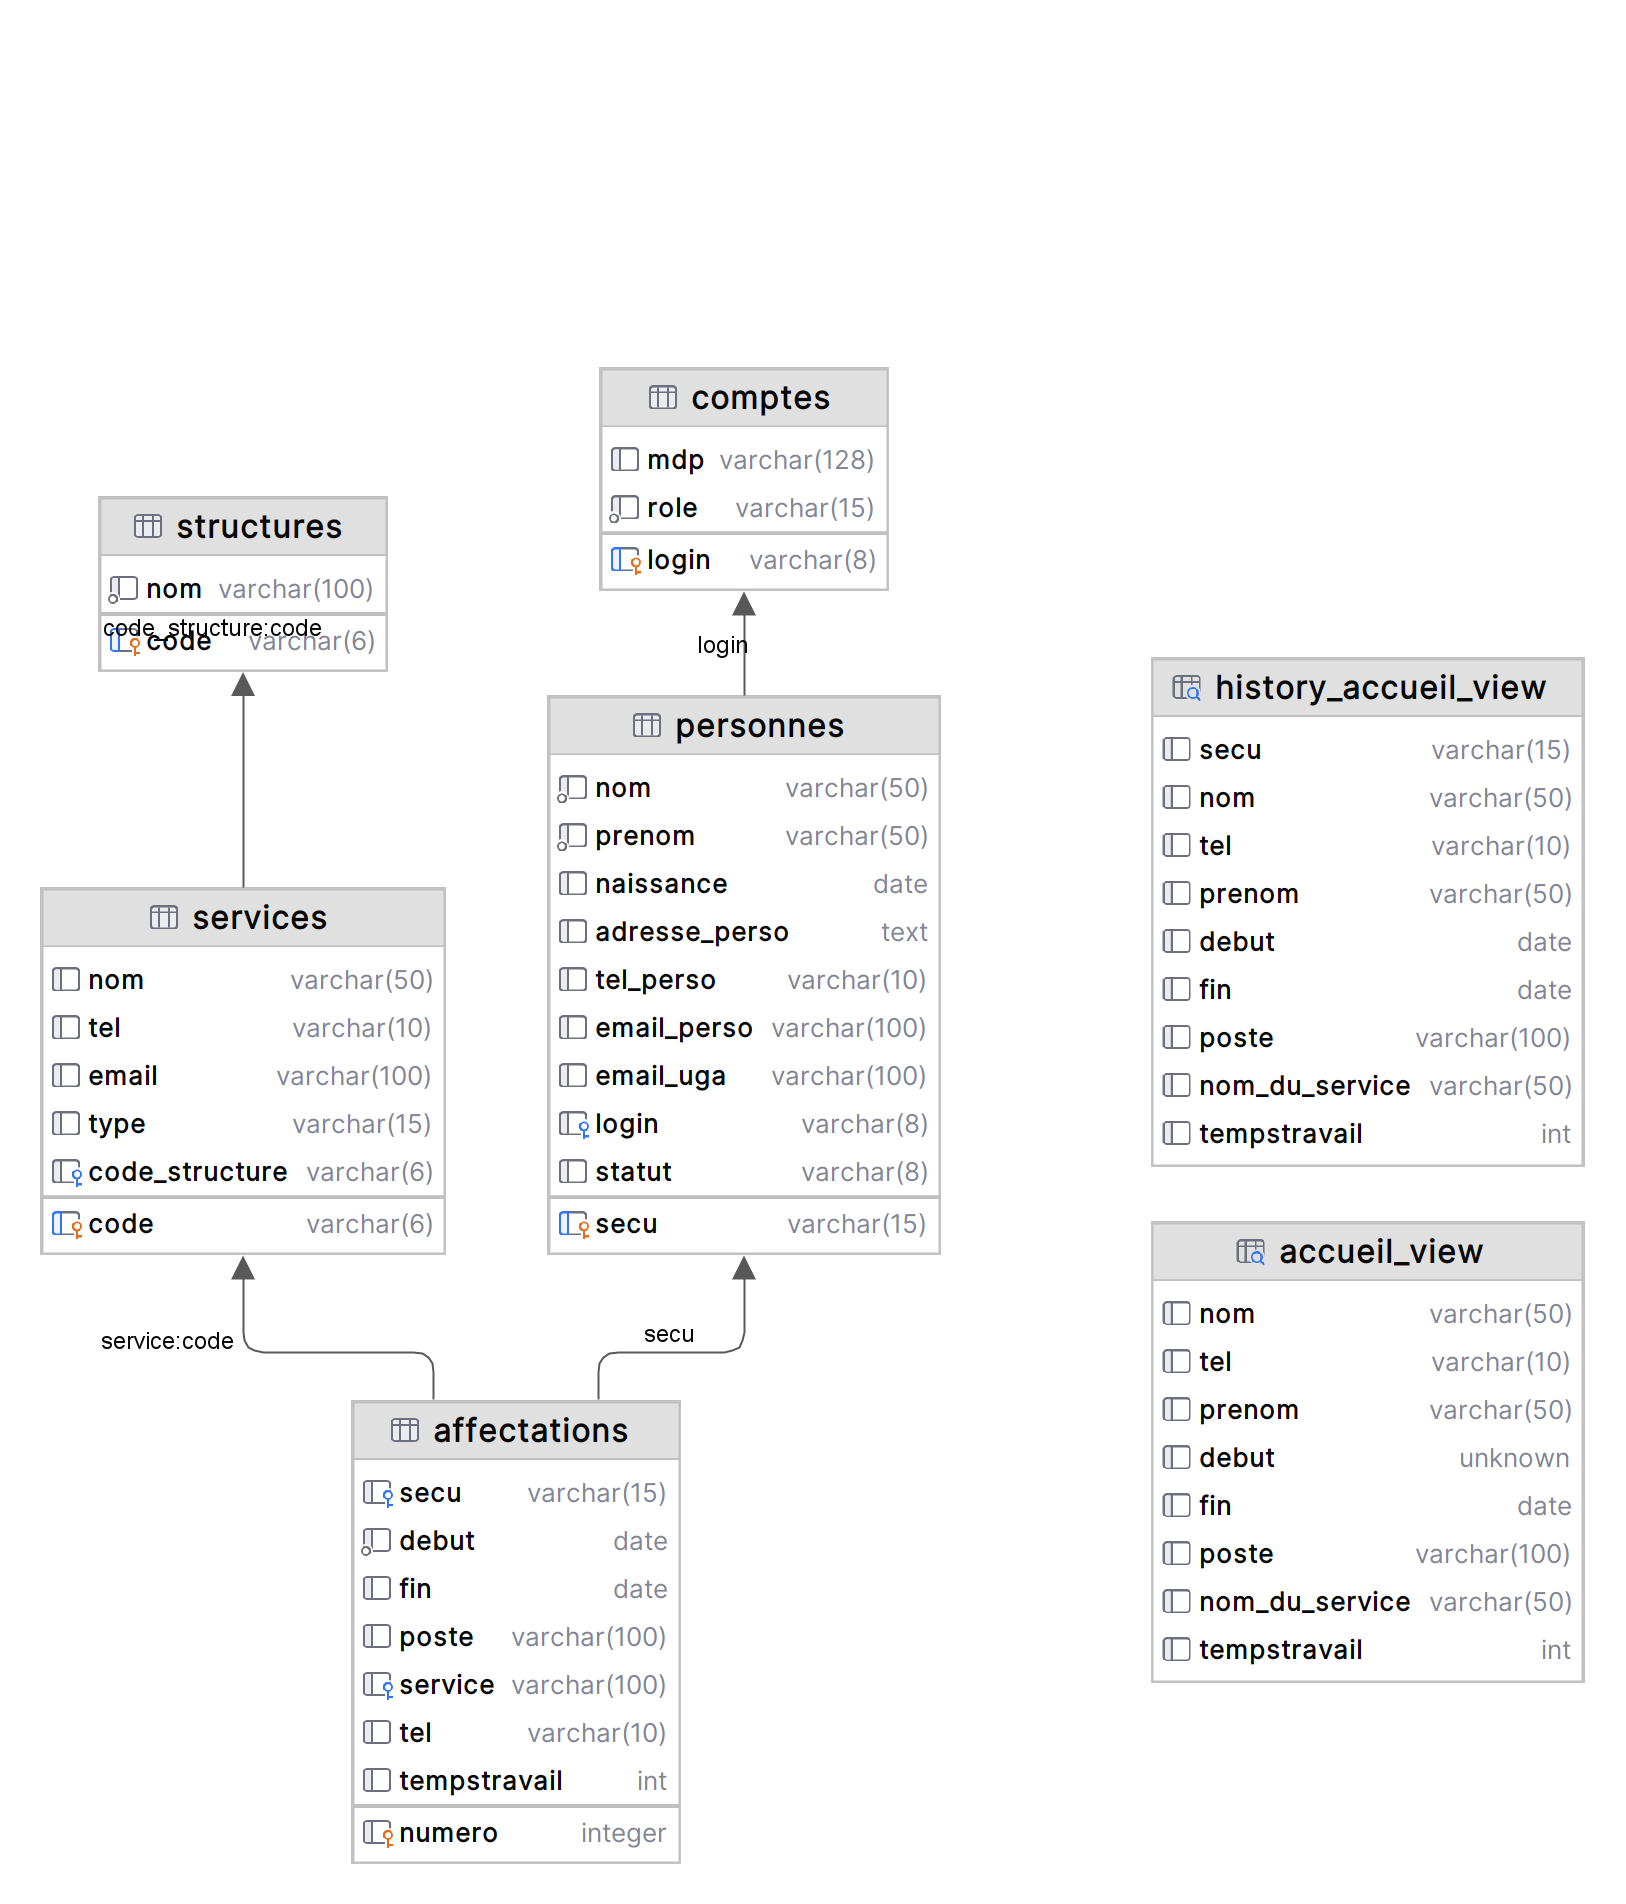 comptes
mdp varchar(128)
role varchar(15)
login varchar(8)
structures
nom varchar(100)
code_structure:code
code varchar(6)
login
personnes
nom varchar(50)
prenom varchar(50)
naissance date
adresse_perso text
tel_perso varchar(10)
email_perso varchar(100)
email_uga varchar(100)
login varchar(8)
statut varchar(8)
secu varchar(15)
services
nom varchar(50)
tel varchar(10)
email varchar(100)
type varchar(15)
code_structure varchar(6)
code varchar(6)
service:code
secu
affectations
secu varchar(15)
debut date
fin date
poste varchar(100)
service varchar(100)
tel varchar(10)
tempstravail int
numero integer
history_accueil_view
secu varchar(15)
nom varchar(50)
tel varchar(10)
prenom varchar(50)
debut date
fin date
poste varchar(100)
nom_du_service varchar(50)
tempstravail int
accueil_view
nom varchar(50)
tel varchar(10)
prenom varchar(50)
debut unknown
fin date
poste varchar(100)
nom_du_service varchar(50)
tempstravail int